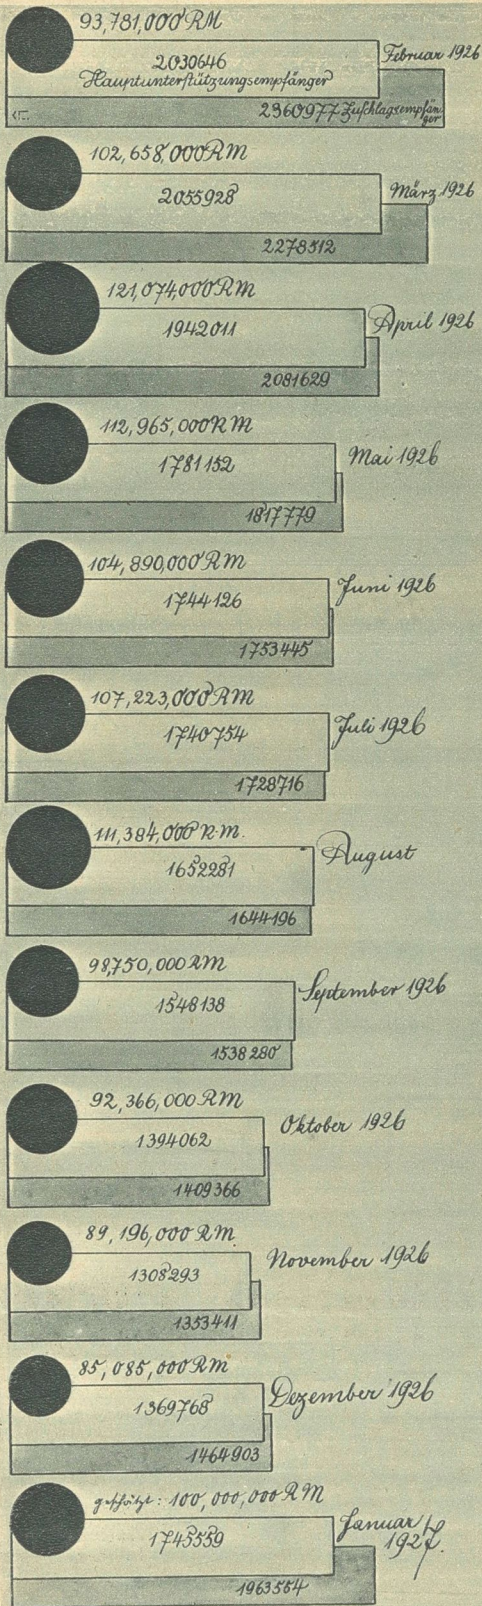 93,781,000 RM
2030646
Hauptunterstützungsempfänger
Februar 1926
2360977 Zuschlagsempfän-
ger
102,658,000 RM
2055928
März 1926
2278512
121,074,000 RM
1942011
April 1926
2081629
112,965,000 RM
1781152
Mai 1926
1817779
104,890,000 RM
1744126
Juni 1926
1753445
107,223,000 RM
1740754
Juli 1926
1728716
111,384,000 R.M.
1652281
August
1644196
98,750,000 RM
1548138
September 1926
1538280
92,366,000 RM
1394062
Oktober 1926
1409366
89,196,000 RM.
1308293
November 1926
1353411
85,085,000 RM
1369768
Dezember 1926
1464903
geschätzt: 100,000,000 RM
1745559
Januar
1927.
1963554